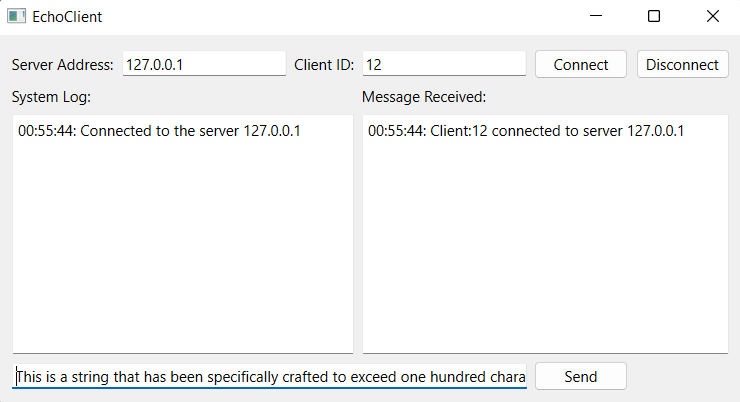 EchoClient
Server Address: 127.0.0.1 Client ID: 12 Connect Disconnect
System Log: Message Received:
00:55:44: Connected to the server 127.0.0.1 00:55:44: Client:12 connected to server 127.0.0.1
This is a string that has been specifically crafted to exceed one hundred chara Send